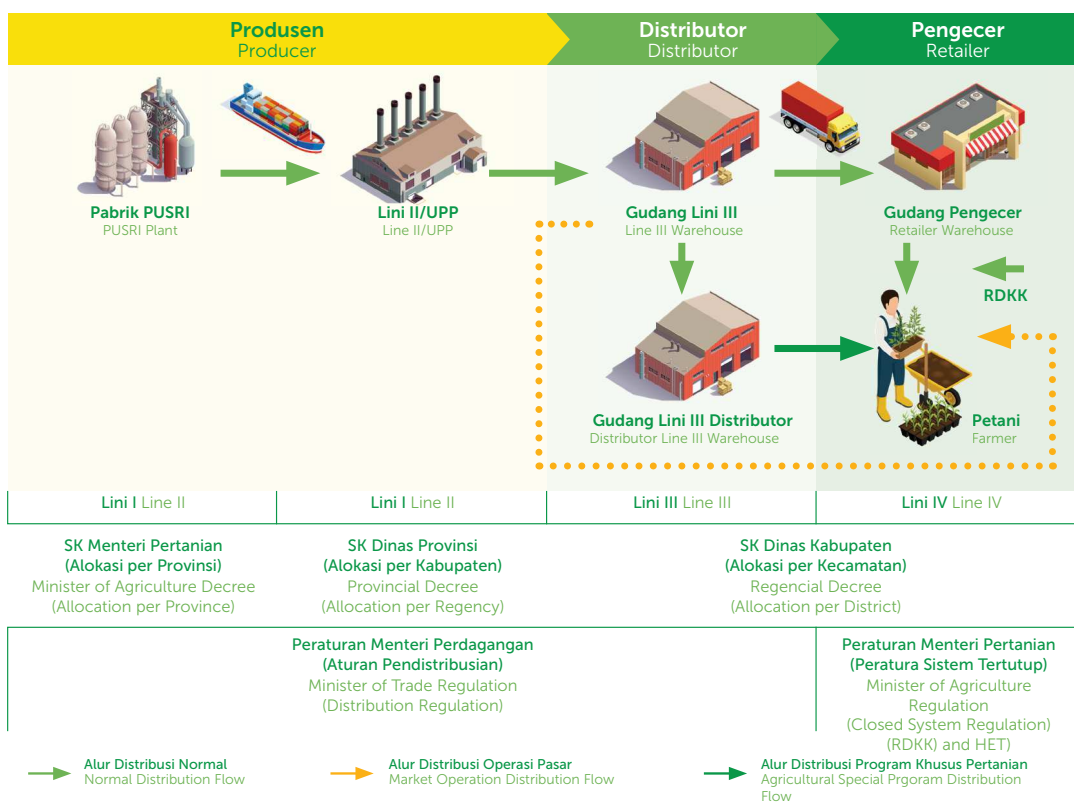 Produsen
Producer
Distributor
Distributor
Pengecer
Retailer
Pabrik PUSRI
PUSRI Plant
Lini II/UPP
Line II/UPP
Gudang Lini III
Line III Warehouse
Gudang Pengecer
Retailer Warehouse
RDKK
Gudang Lini III Distributor
Distributor Line III Warehouse
Petani
Farmer
Lini I Line II
Lini I Line II
Lini III Line III
Lini IV Line IV
SK Menteri Pertanian
(Alokasi per Provinsi)
Minister of Agriculture Decree
(Allocation per Province)
SK Dinas Provinsi
(Alokasi per Kabupaten)
Provincial Decree
(Allocation per Regency)
SK Dinas Kabupaten
(Alokasi per Kecamatan)
Regencial Decree
(Allocation per District)
Peraturan Menteri Perdagangan
(Aturan Pendistribusian)
Minister of Trade Regulation
(Distribution Regulation)
Peraturan Menteri Pertanian
(Peratura Sistem Tertutup)
Minister of Agriculture
Regulation
(Closed System Regulation)
(RDKK) and HET)
Alur Distribusi Normal
Normal Distribution Flow
Alur Distribusi Operasi Pasar
Market Operation Distribution Flow
Alur Distribusi Program Khusus Pertanian
Agricultural Special Prgoram Distribution
Flow